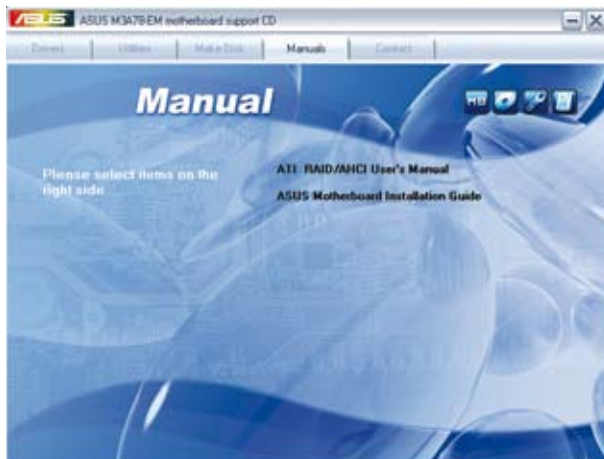 ASUS M3A78-EM motherboard support CD
Drivers
Utilities
Make Disk
Manuals
Contact
Manual
Please select items on the
right side
ATI RAID/AHCI User's Manual
ASUS Motherboard Installation Guide